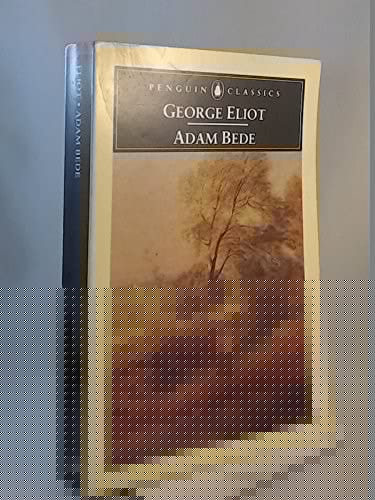 PENGUIN CLASSICS
GEORGE ELIOT
ADAM BEDE
ELIOT • ADAM BEDE